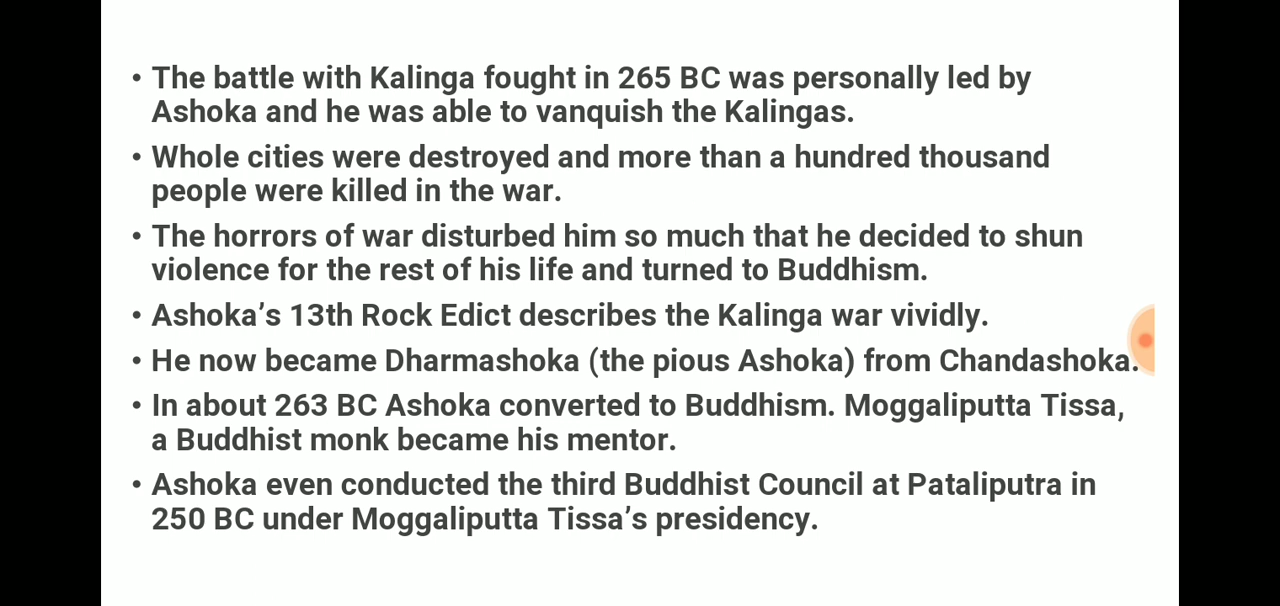 • The battle with Kalinga fought in 265 BC was personally led by
Ashoka and he was able to vanquish the Kalingas.
• Whole cities were destroyed and more than a hundred thousand
people were killed in the war.
• The horrors of war disturbed him so much that he decided to shun
violence for the rest of his life and turned to Buddhism.
• Ashoka’s 13th Rock Edict describes the Kalinga war vividly.
• He now became Dharmashoka (the pious Ashoka) from Chandashoka.
• In about 263 BC Ashoka converted to Buddhism. Moggaliputta Tissa,
a Buddhist monk became his mentor.
• Ashoka even conducted the third Buddhist Council at Pataliputra in
250 BC under Moggaliputta Tissa’s presidency.